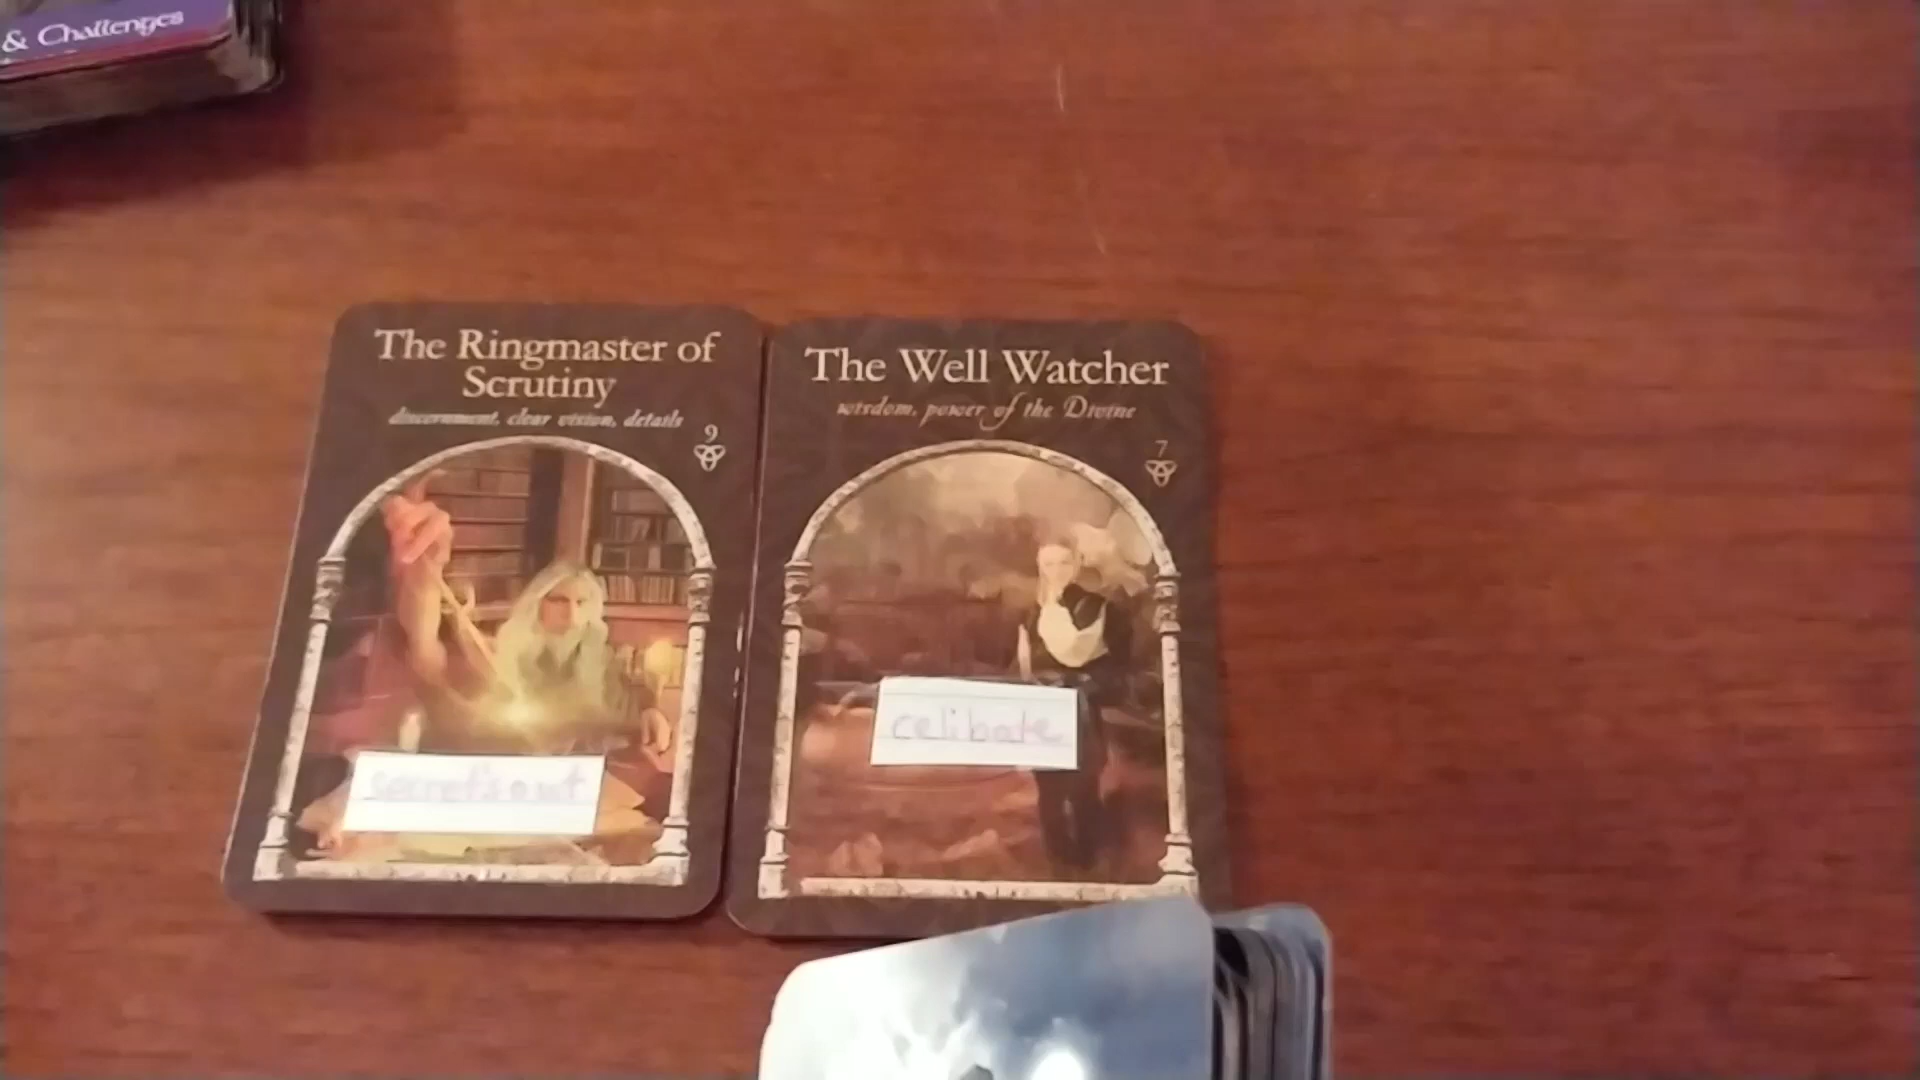 & Challenges
The Ringmaster of
Scrutiny
discernment, clear vision, details
9
secret's out
The Well Watcher
wisdom, power of the Divine
7
celibate